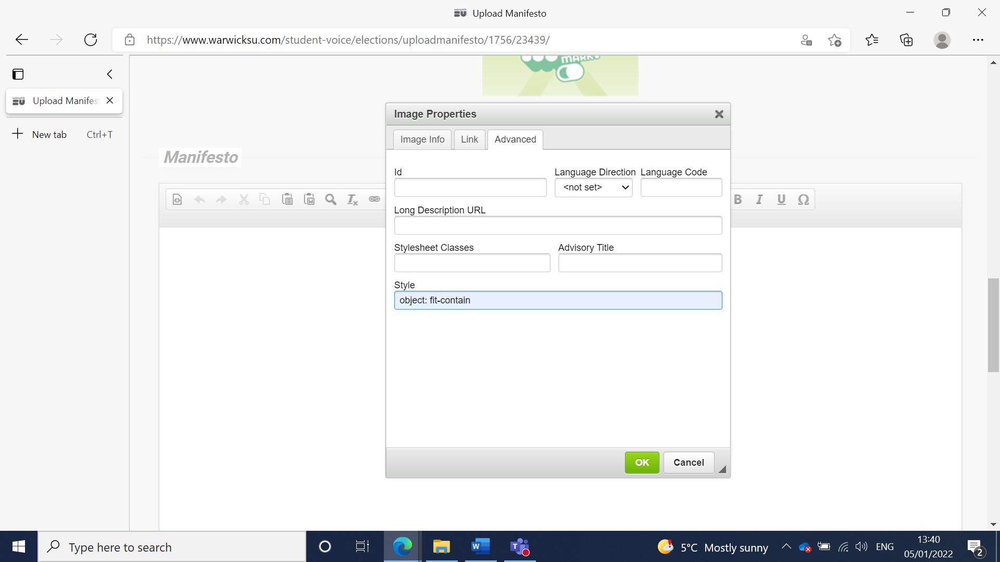 Upload Manifesto
https://www.warwicksu.com/student-voice/elections/uploadmanifesto/1756/23439/
Upload Manifes
New tab Ctrl+T
MARK
Manifesto
Image Properties
Image Info Link Advanced
Id Language Direction Language Code
<not set>
Long Description URL
Stylesheet Classes Advisory Title
Style
object: fit-contain
OK Cancel
Type here to search
5°C Mostly sunny
ENG
13:40
05/01/2022
2